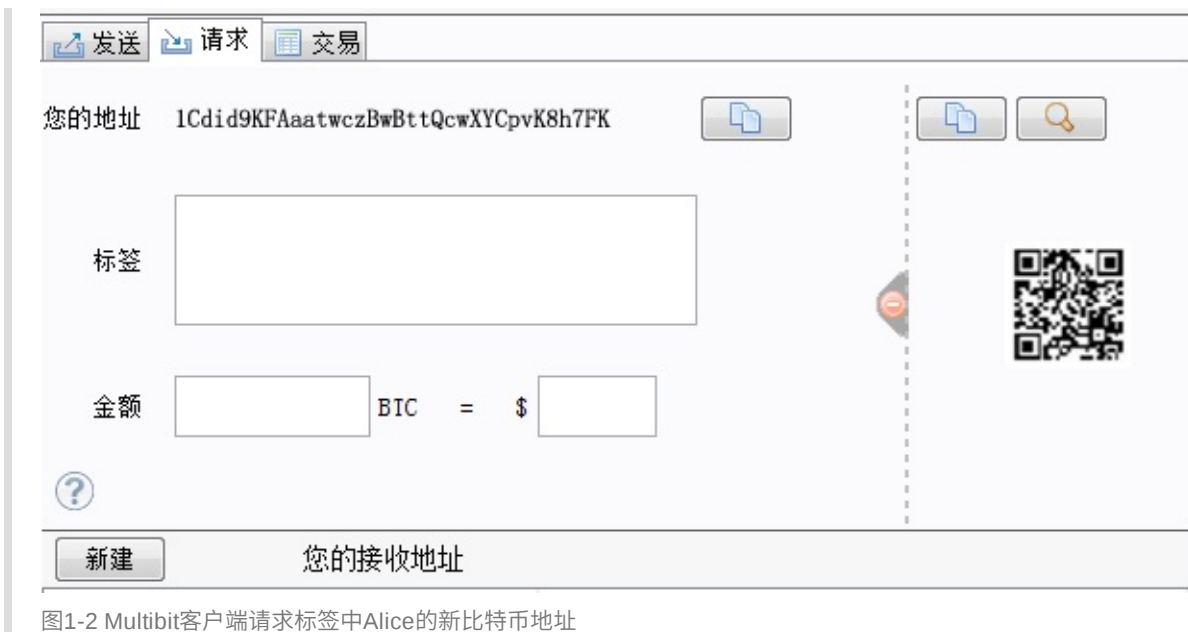 发送 请求 交易
您的地址 1Cdid9KFAaatwczBwBttQcwXYCpvK8h7FK
标签
金额 BTC = $
?
新建 您的接收地址
图1-2 Multibit客户端请求标签中Alice的新比特币地址